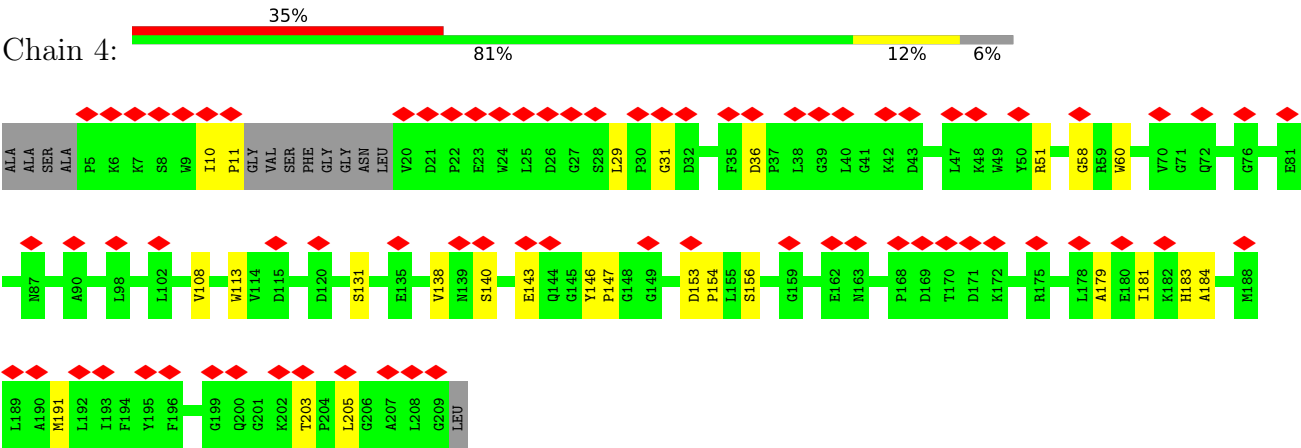 35%
Chain 4:
81% 12% 6%
ALA ALA SER ALA P5 K6 K7 S8 W9 I10 P11 GLY VAL SER PHE GLY GLY ASN LEU V20 D21 P22 E23 W24 L25 D26 G27 S28 L29 P30 G31 D32 F35 D36 P37 L38 G39 L40 G41 K42 D43 L47 K48 W49 Y50 R51 G58 R59 W60 V70 G71 Q72 G76 E81
N87 A90 L98 L102 V108 W113 V114 D115 D120 S131 E135 V138 N139 S140 E143 Q144 G145 Y146 P147 G148 G149 D153 P154 L155 S156 G159 E162 N163 P168 D169 T170 D171 K172 R175 L178 A179 E180 I181 K182 H183 A184 M188
L189 A190 M191 L192 I193 F194 Y195 F196 G199 Q200 G201 K202 T203 P204 L205 G206 A207 L208 G209 LEU